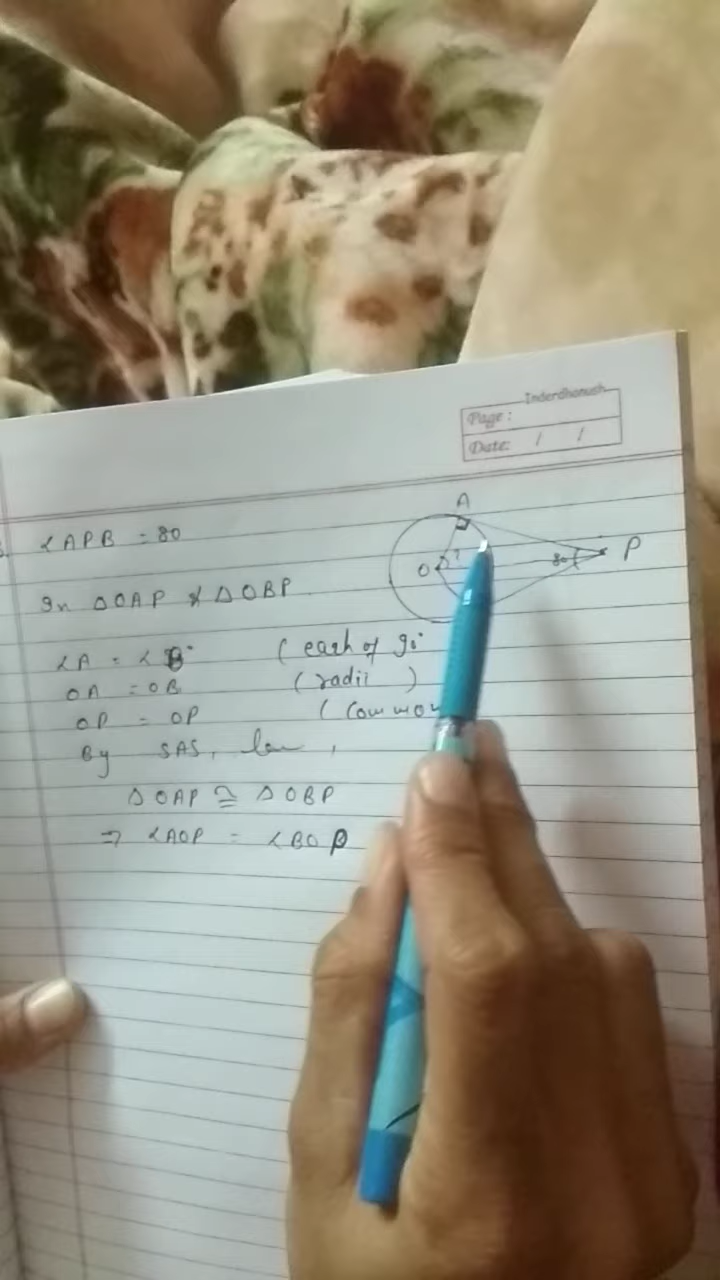 Inderdhanush
Page :
Date: / /
∠APB = 80
A
O ?
80
P
In △OAP & △OBP
∠A = ∠B (each of 90°
OA = OB (radii )
OP = OP (common
By SAS, law ,
△OAP ≅ △OBP
⇒ ∠AOP = ∠BOP